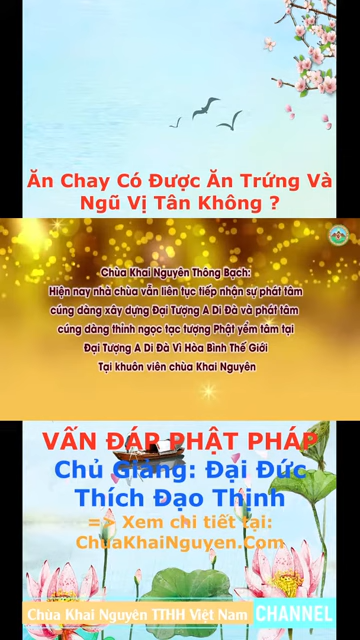 Ăn Chay Có Được Ăn Trứng Và
Ngũ Vị Tân Không ?
Chùa Khai Nguyên Thông Bạch:
Hiện nay nhà chùa vẫn liên tục tiếp nhận sự phát tâm
cúng dàng xây dựng Đại Tượng A Di Đà và phát tâm
cúng dàng thỉnh ngọc tạc tượng Phật yểm tâm tại
Đại Tượng A Di Đà Vì Hòa Bình Thế Giới
Tại khuôn viên chùa Khai Nguyên
VẤN ĐÁP PHẬT PHÁP
Chủ Giảng: Đại Đức
Thích Đạo Thịnh
=> Xem chi tiết tại:
ChuaKhaiNguyen.Com
Chùa Khai Nguyên TTHH Việt Nam CHANNEL